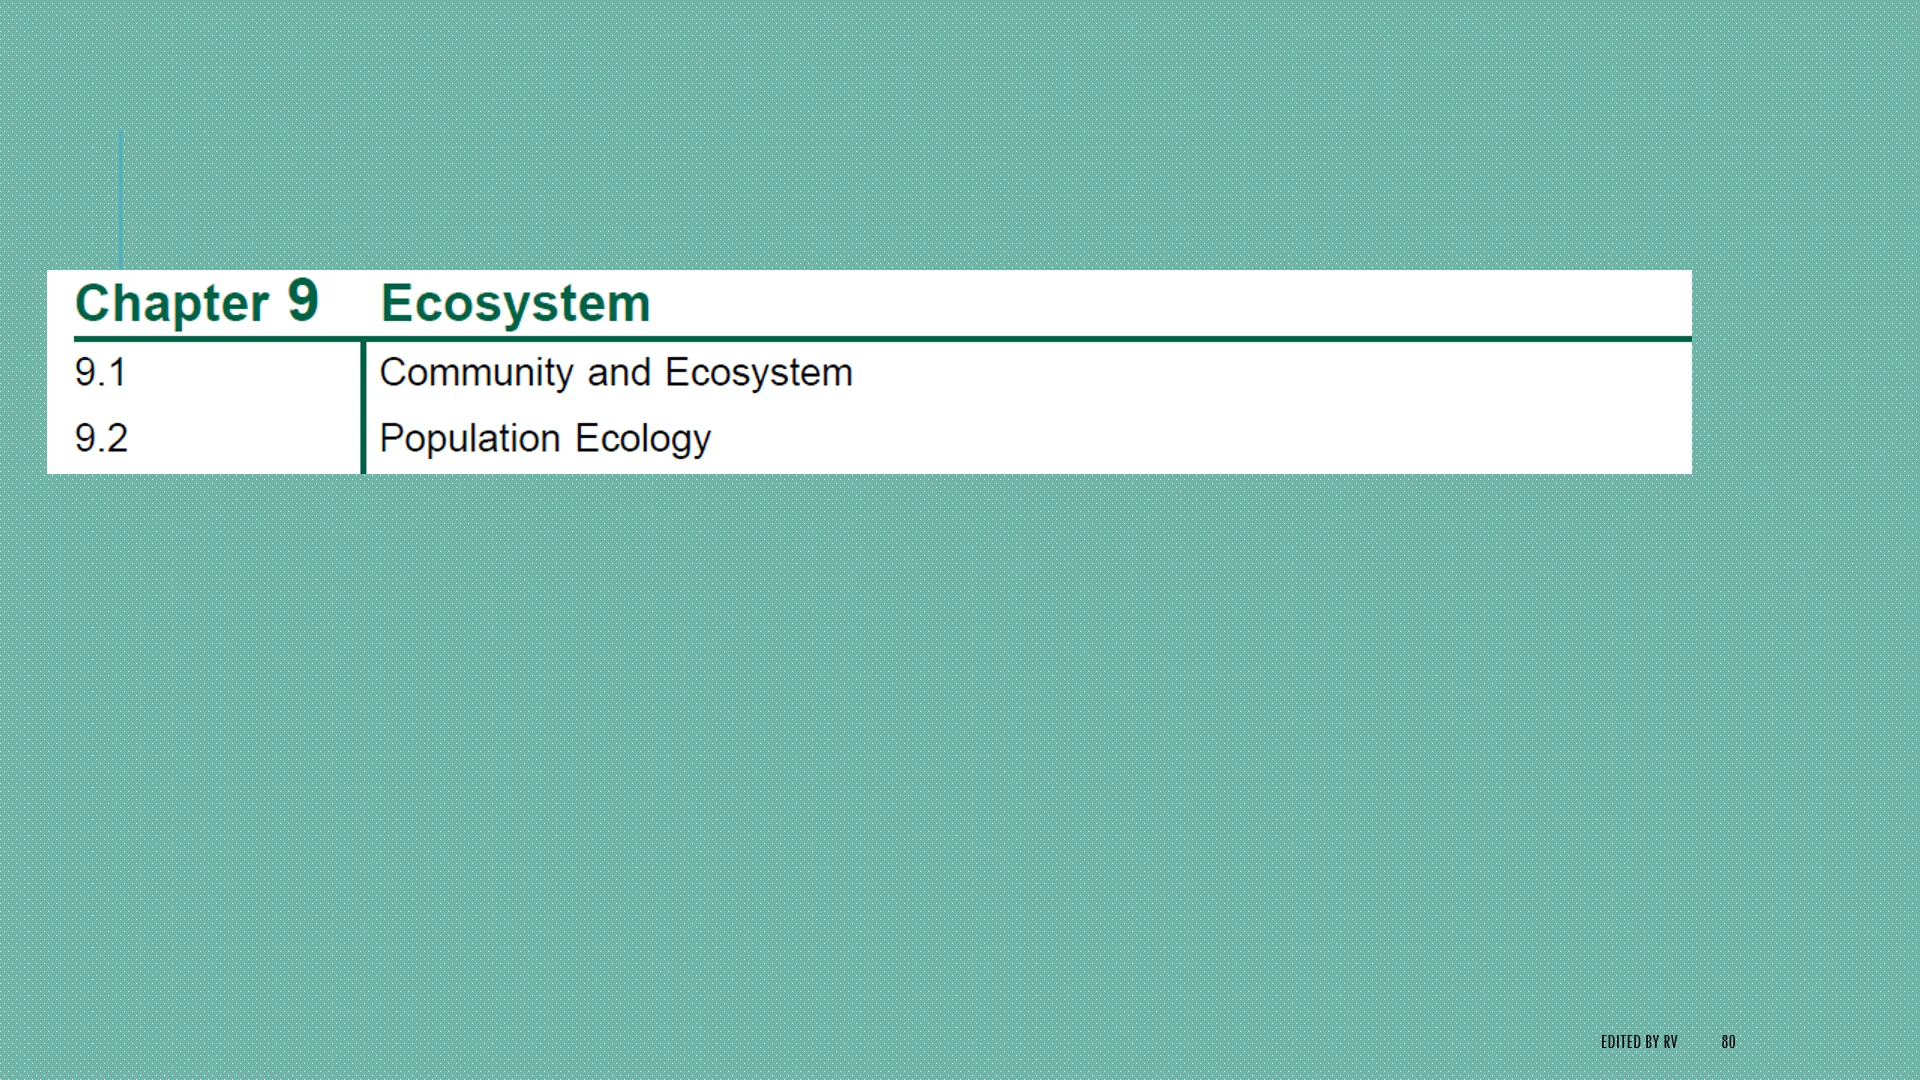 Chapter 9 Ecosystem
9.1 Community and Ecosystem
9.2 Population Ecology
EDITED BY RV 80